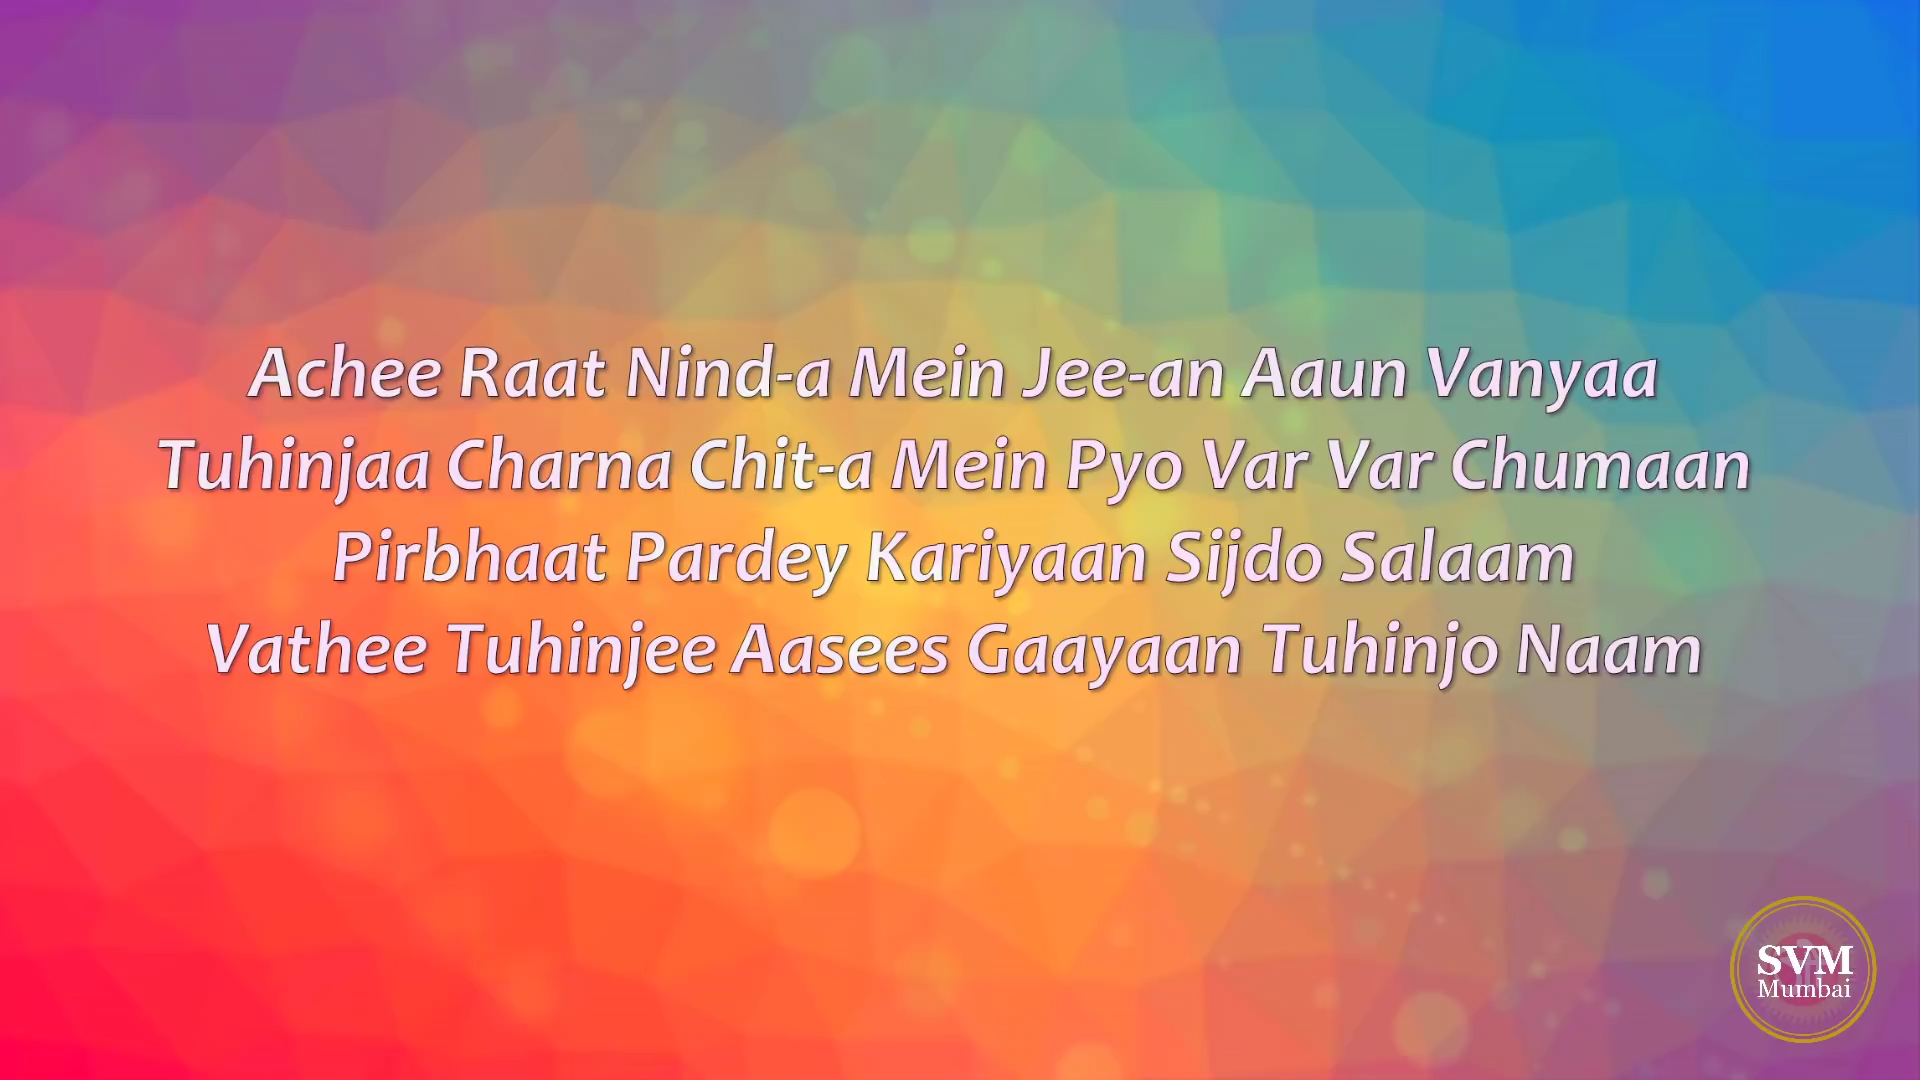 Achee Raat Nind-a Mein Jee-an Aaun Vanyaa
Tuhinjaa Charna Chit-a Mein Pyo Var Var Chumaan
Pirbhaat Pardey Kariyaan Sijdo Salaam
Vathee Tuhinjee Aasees Gaayaan Tuhinjo Naam
SVM
Mumbai